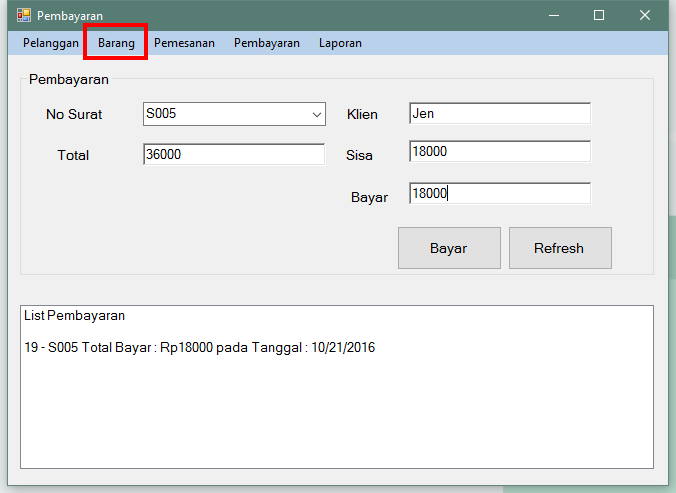 Pembayaran
Pelanggan Barang Pemesanan Pembayaran Laporan
Pembayaran
No Surat S005 Klien Jen
Total 36000 Sisa 18000
Bayar 18000
Bayar Refresh
List Pembayaran
19 - S005 Total Bayar : Rp18000 pada Tanggal : 10/21/2016